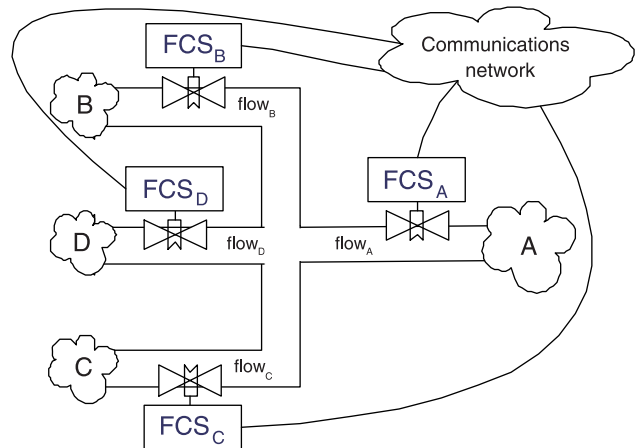 FCS_B
Communications
network
B
flow_B
FCS_D
FCS_A
D
flow_D
flow_A
A
C
flow_C
FCS_C